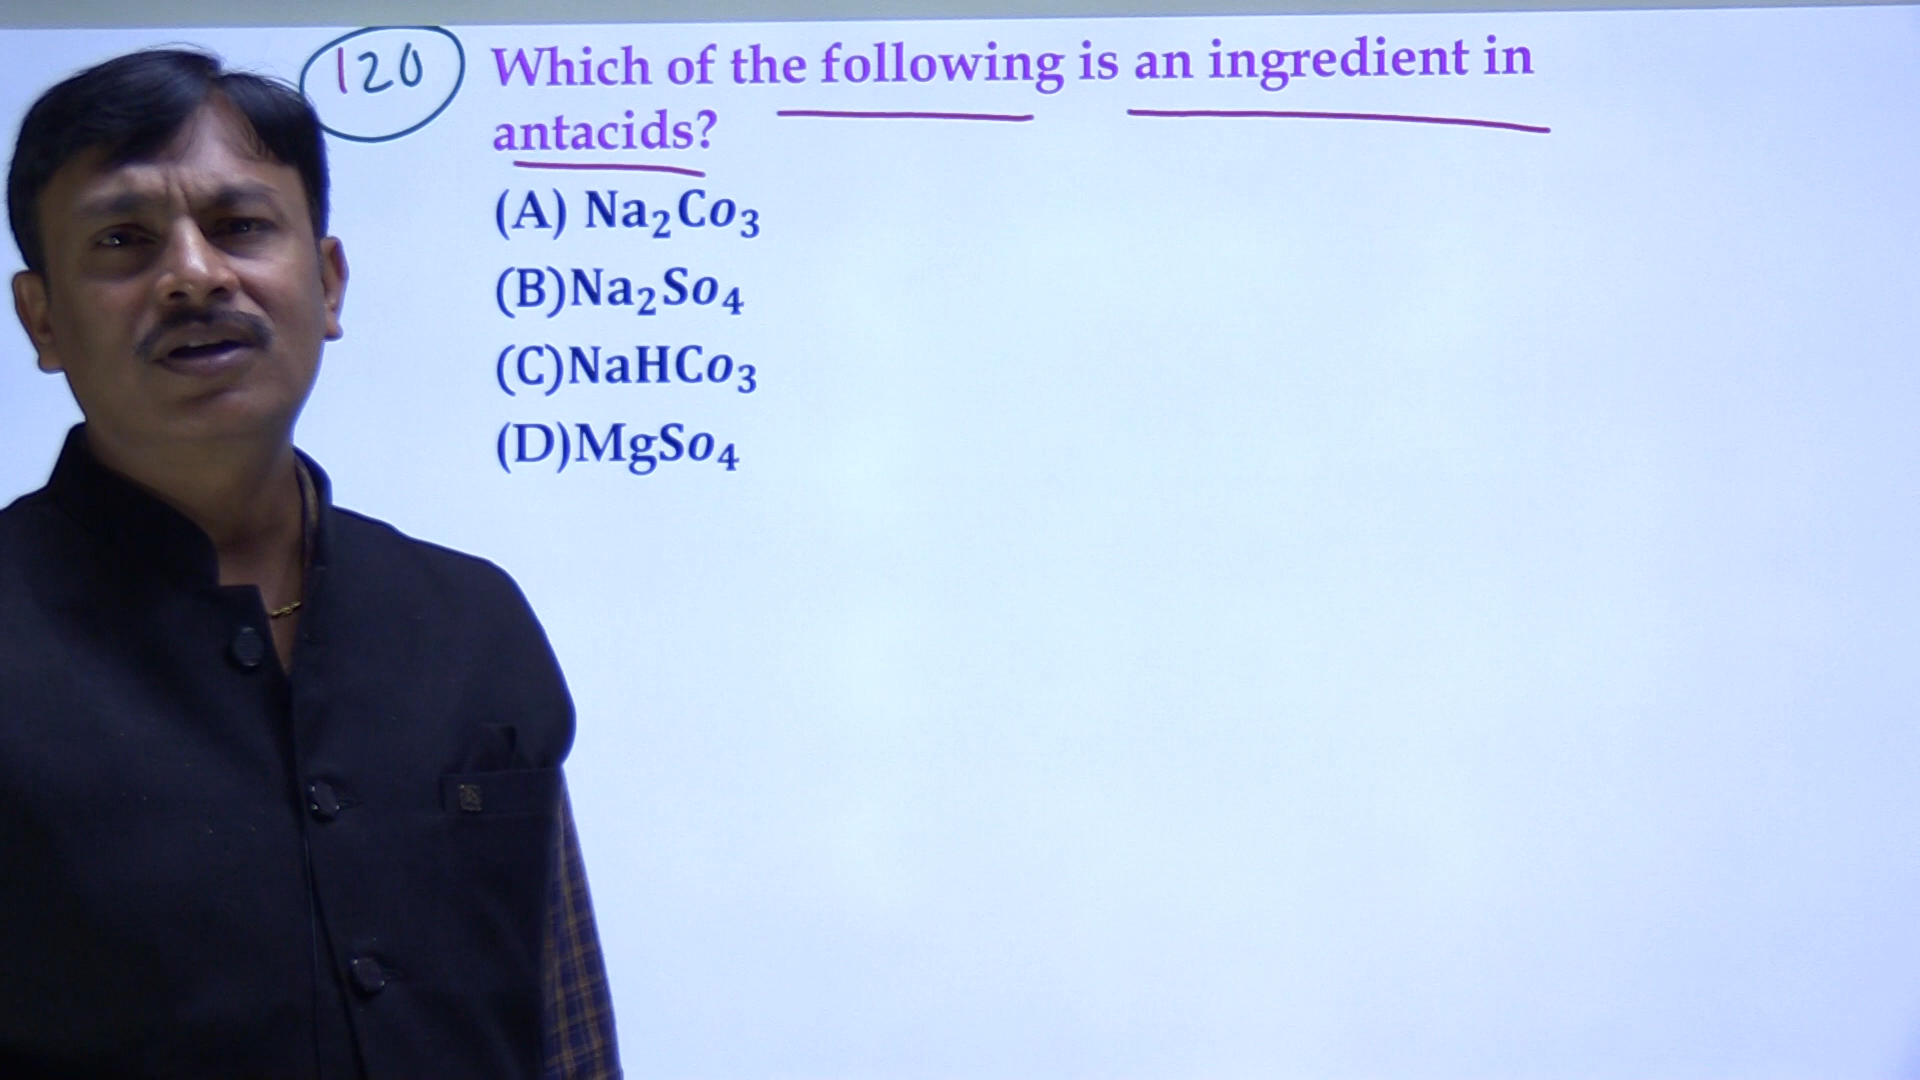 120 Which of the following is an ingredient in
antacids?
(A) Na₂Co₃
(B)Na₂So₄
(C)NaHCo₃
(D)MgSo₄